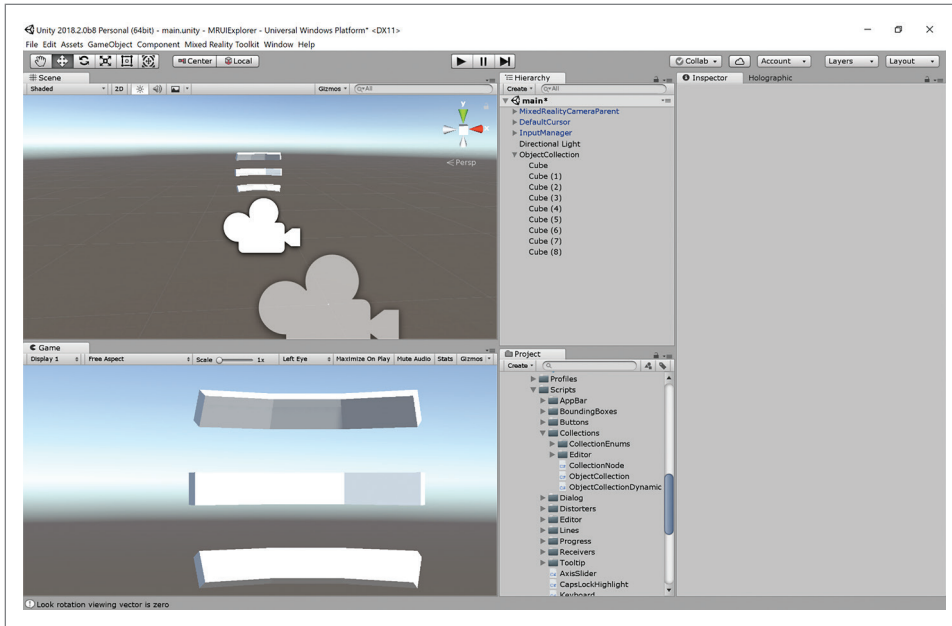 Unity 2018.2.0b8 Personal (64bit) - main.unity - MRUIExplorer - Universal Windows Platform* <DX11>
File Edit Assets GameObject Component Mixed Reality Toolkit Window Help
Center Local Collab Account Layers Layout
Scene
Shaded 2D Gizmos All
y
x
Persp
Game
Display 1 Free Aspect Scale 1x Left Eye Maximize On Play Mute Audio Stats Gizmos
Hierarchy
Create All
main*
MixedRealityCameraParent
DefaultCursor
InputManager
Directional Light
ObjectCollection
Cube
Cube (1)
Cube (2)
Cube (3)
Cube (4)
Cube (5)
Cube (6)
Cube (7)
Cube (8)
Project
Create
Profiles
Scripts
AppBar
BoundingBoxes
Buttons
Collections
CollectionEnums
Editor
CollectionNode
ObjectCollection
ObjectCollectionDynamic
Dialog
Distorters
Editor
Lines
Progress
Receivers
Tooltip
AxisSlider
CapsLockHighlight
Keyboard
Inspector Holographic
Look rotation viewing vector is zero